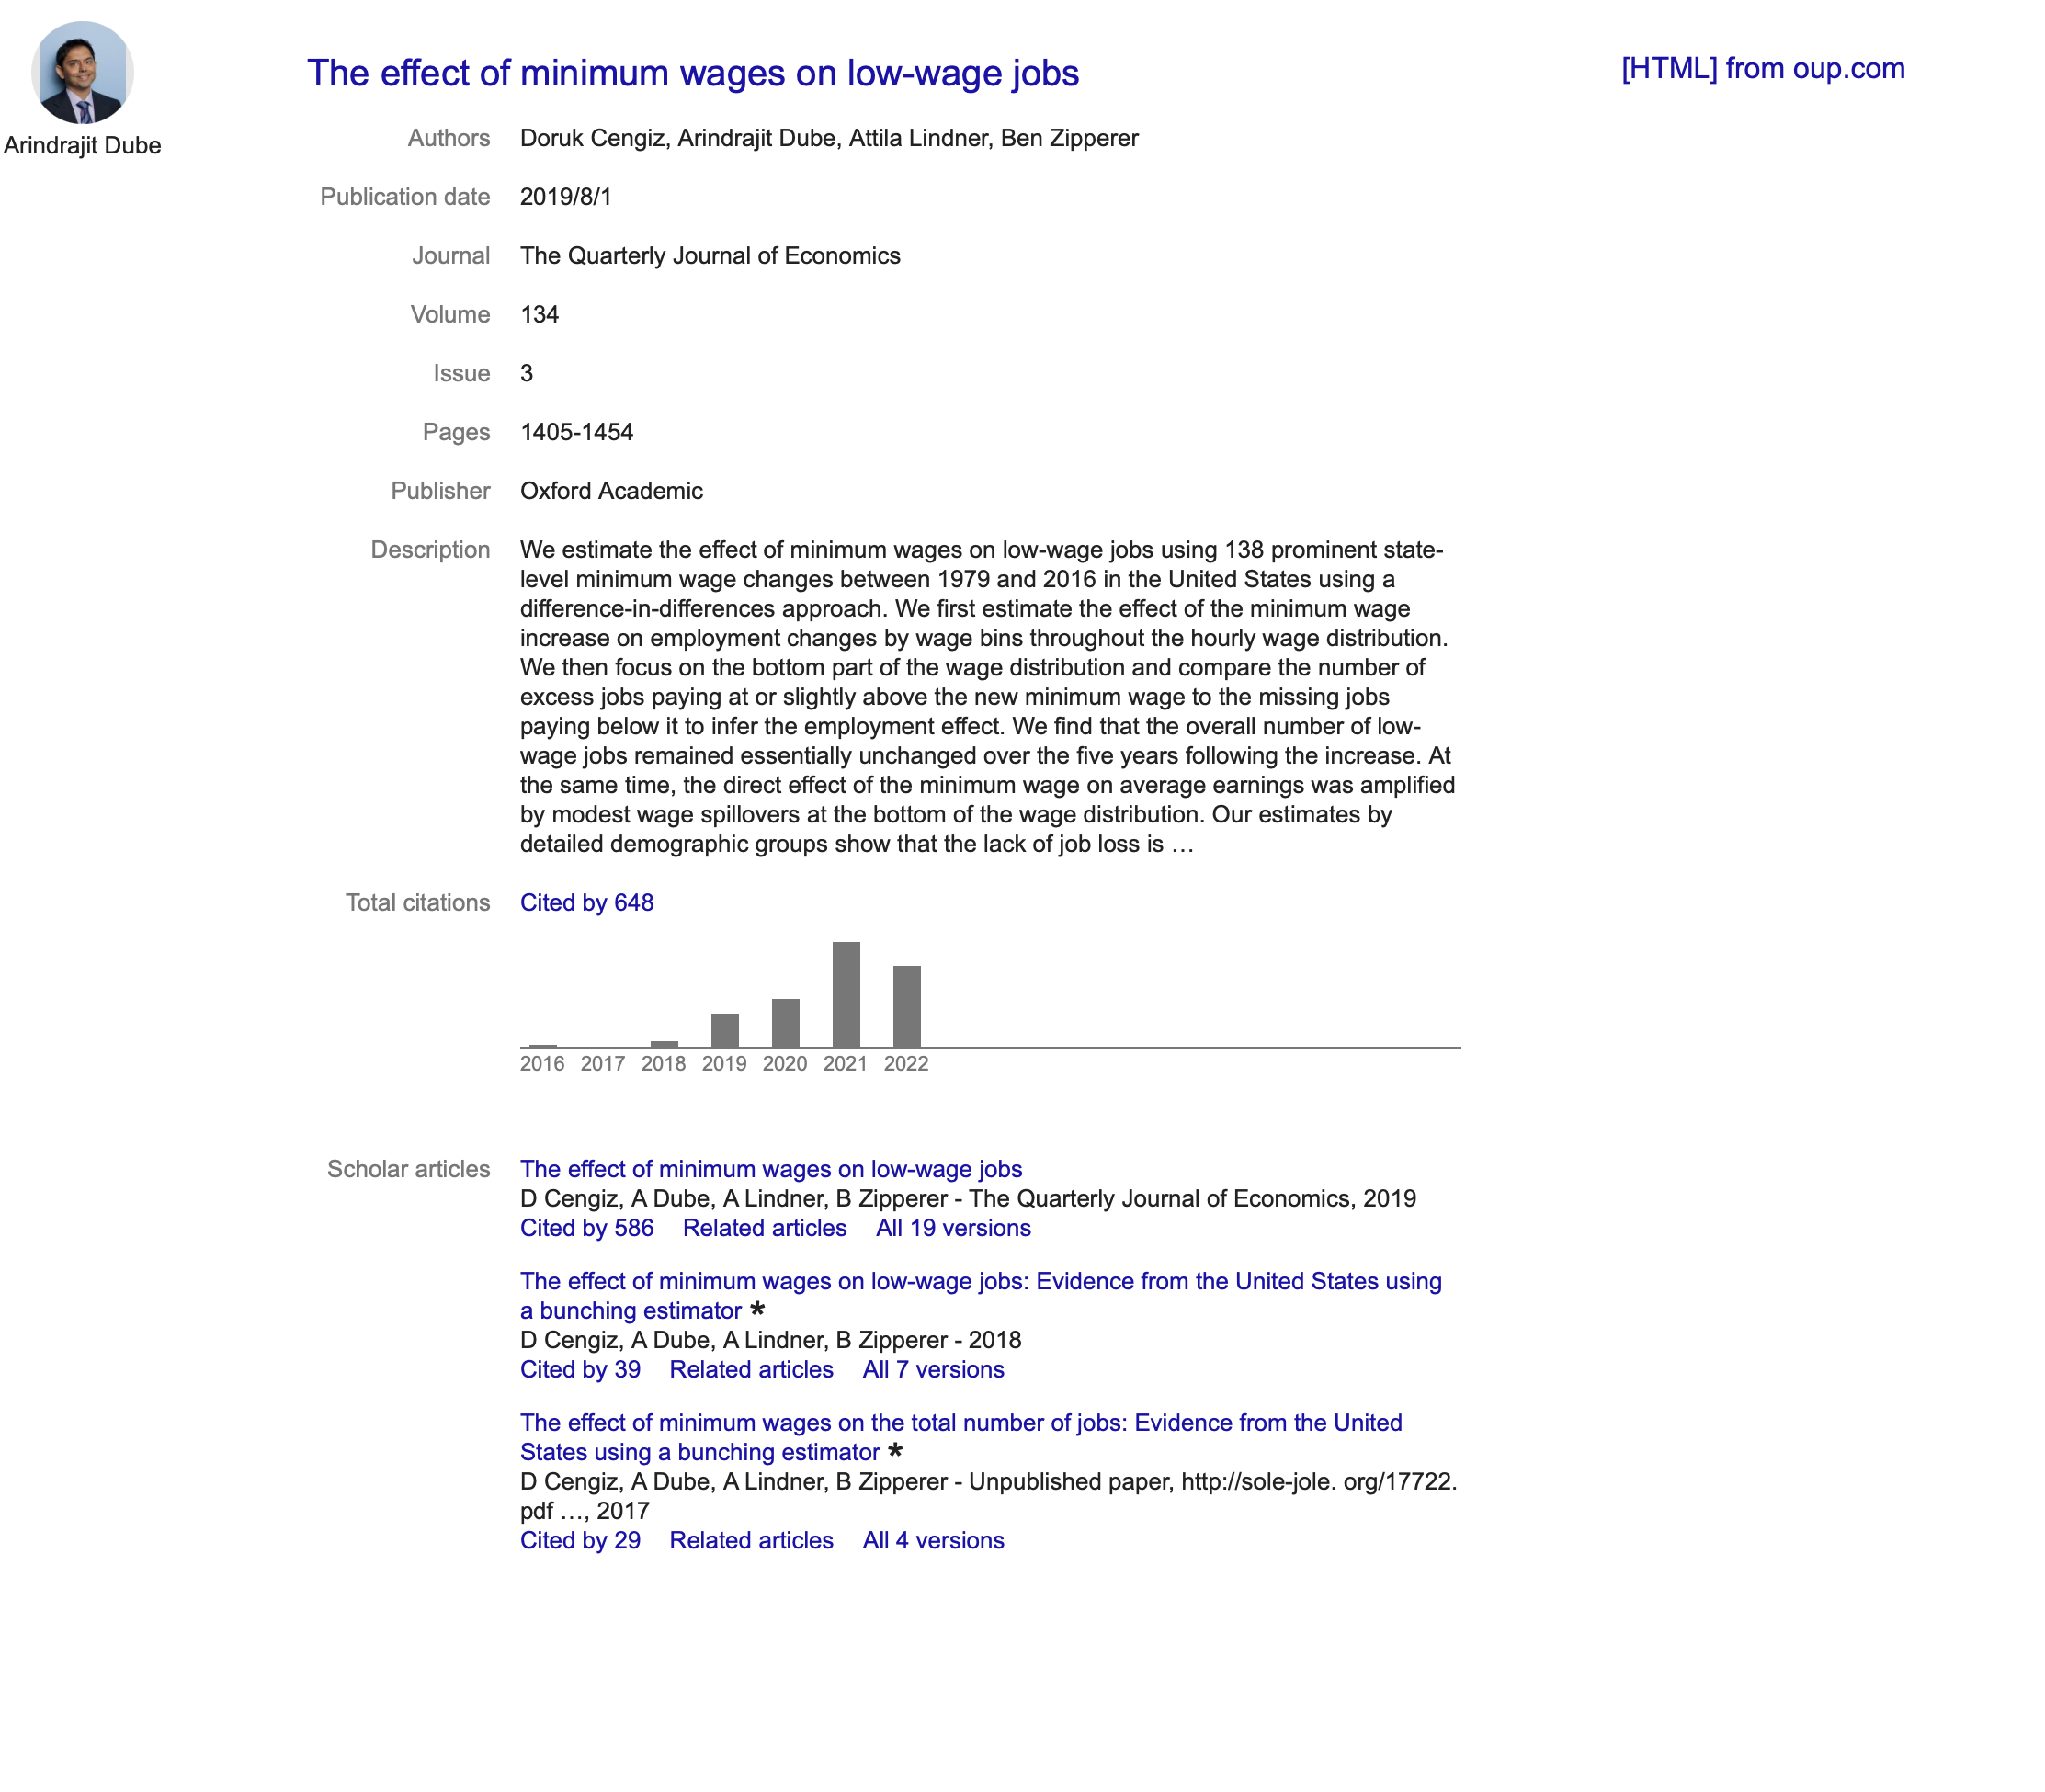 Arindrajit Dube
The effect of minimum wages on low-wage jobs
[HTML] from oup.com
Authors Doruk Cengiz, Arindrajit Dube, Attila Lindner, Ben Zipperer
Publication date 2019/8/1
Journal The Quarterly Journal of Economics
Volume 134
Issue 3
Pages 1405-1454
Publisher Oxford Academic
Description We estimate the effect of minimum wages on low-wage jobs using 138 prominent state-
level minimum wage changes between 1979 and 2016 in the United States using a
difference-in-differences approach. We first estimate the effect of the minimum wage
increase on employment changes by wage bins throughout the hourly wage distribution.
We then focus on the bottom part of the wage distribution and compare the number of
excess jobs paying at or slightly above the new minimum wage to the missing jobs
paying below it to infer the employment effect. We find that the overall number of low-
wage jobs remained essentially unchanged over the five years following the increase. At
the same time, the direct effect of the minimum wage on average earnings was amplified
by modest wage spillovers at the bottom of the wage distribution. Our estimates by
detailed demographic groups show that the lack of job loss is …
Total citations Cited by 648
2016 2017 2018 2019 2020 2021 2022
Scholar articles The effect of minimum wages on low-wage jobs
D Cengiz, A Dube, A Lindner, B Zipperer - The Quarterly Journal of Economics, 2019
Cited by 586 Related articles All 19 versions
The effect of minimum wages on low-wage jobs: Evidence from the United States using
a bunching estimator *
D Cengiz, A Dube, A Lindner, B Zipperer - 2018
Cited by 39 Related articles All 7 versions
The effect of minimum wages on the total number of jobs: Evidence from the United
States using a bunching estimator *
D Cengiz, A Dube, A Lindner, B Zipperer - Unpublished paper, http://sole-jole. org/17722.
pdf …, 2017
Cited by 29 Related articles All 4 versions